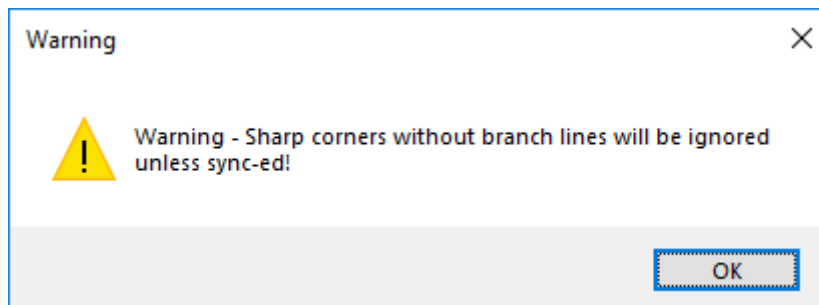 Warning
Warning - Sharp corners without branch lines will be ignored
unless sync-ed!
OK